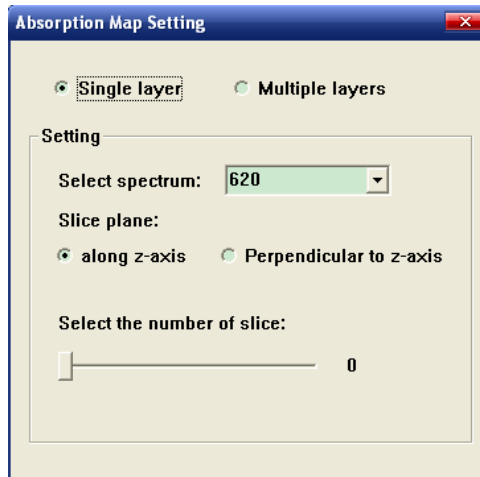 Absorption Map Setting
Single layer Multiple layers
Setting
Select spectrum: 620
Slice plane:
along z-axis Perpendicular to z-axis
Select the number of slice:
0